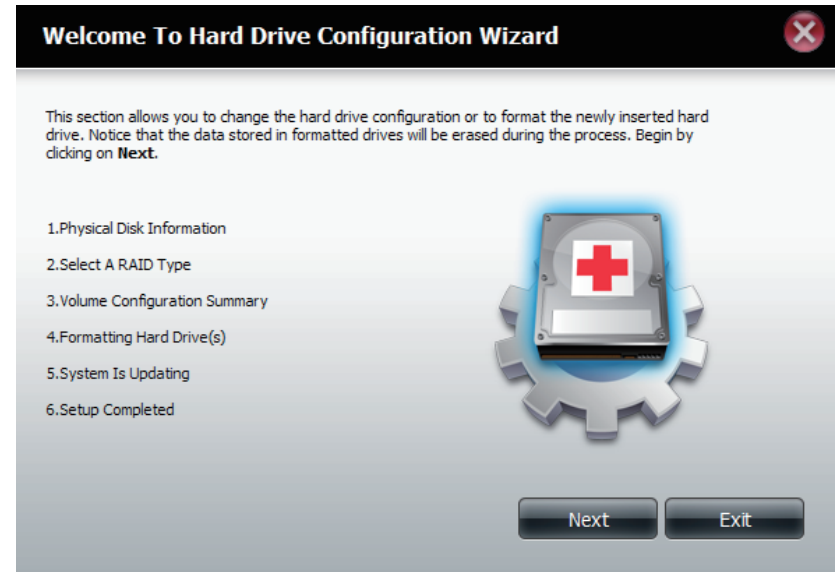 Welcome To Hard Drive Configuration Wizard
This section allows you to change the hard drive configuration or to format the newly inserted hard
drive. Notice that the data stored in formatted drives will be erased during the process. Begin by
clicking on Next.
1.Physical Disk Information
2.Select A RAID Type
3.Volume Configuration Summary
4.Formatting Hard Drive(s)
5.System Is Updating
6.Setup Completed
Next
Exit